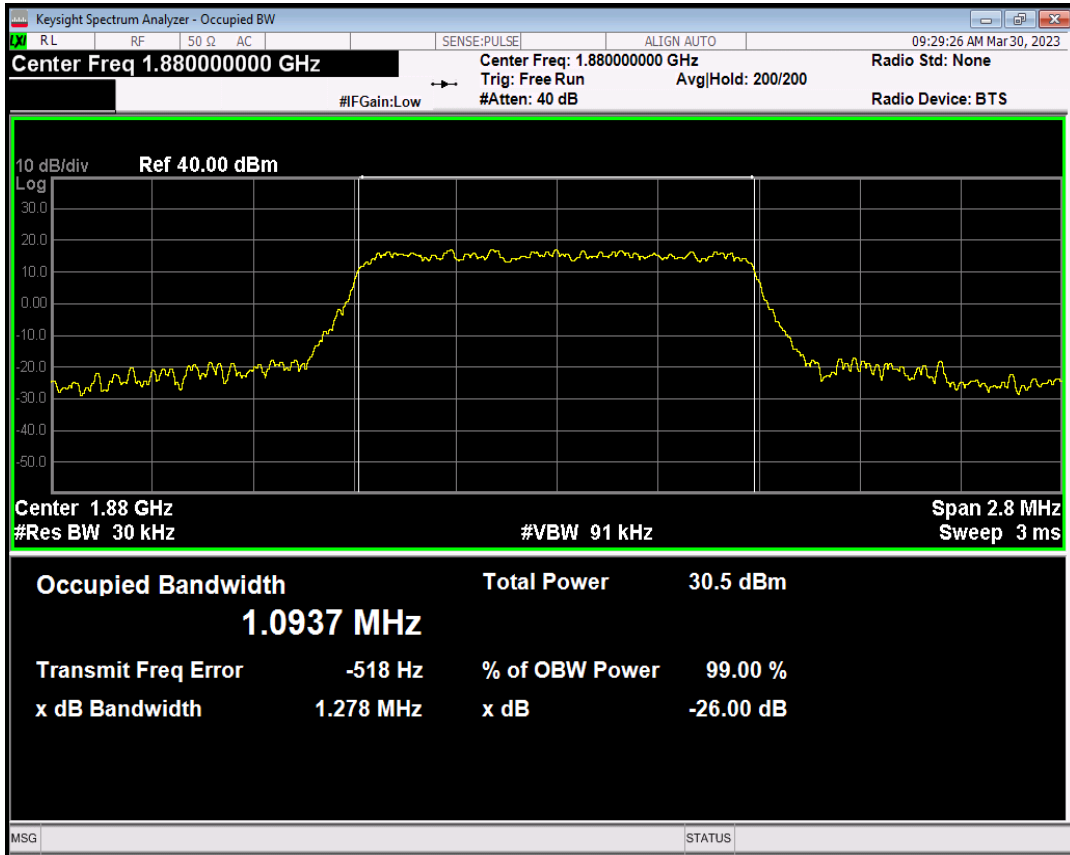 Keysight Spectrum Analyzer - Occupied BW
LXI RL RF 50 Ω AC SENSE:PULSE ALIGN AUTO 09:29:26 AM Mar 30, 2023
Center Freq 1.880000000 GHz Center Freq: 1.880000000 GHz Radio Std: None
Trig: Free Run Avg|Hold: 200/200
#IFGain:Low #Atten: 40 dB Radio Device: BTS
10 dB/div Ref 40.00 dBm
Log
30.0
20.0
10.0
0.00
-10.0
-20.0
-30.0
-40.0
-50.0
Center 1.88 GHz Span 2.8 MHz
#Res BW 30 kHz #VBW 91 kHz Sweep 3 ms
Occupied Bandwidth Total Power 30.5 dBm
1.0937 MHz
Transmit Freq Error -518 Hz % of OBW Power 99.00 %
x dB Bandwidth 1.278 MHz x dB -26.00 dB
MSG STATUS